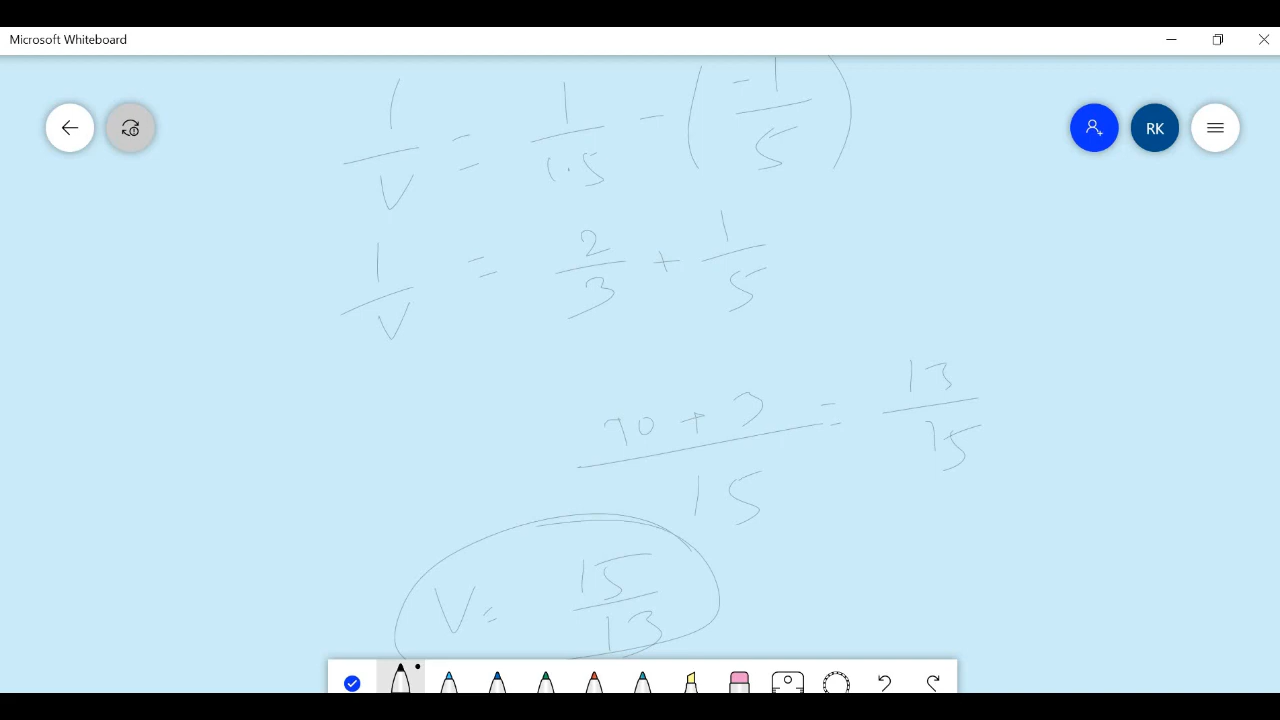 Microsoft Whiteboard
RK
1/V = 1/1.5 - (-1/5)
1/V = 2/3 + 1/5
10 + 3/15 = 13/15
V = 15/13